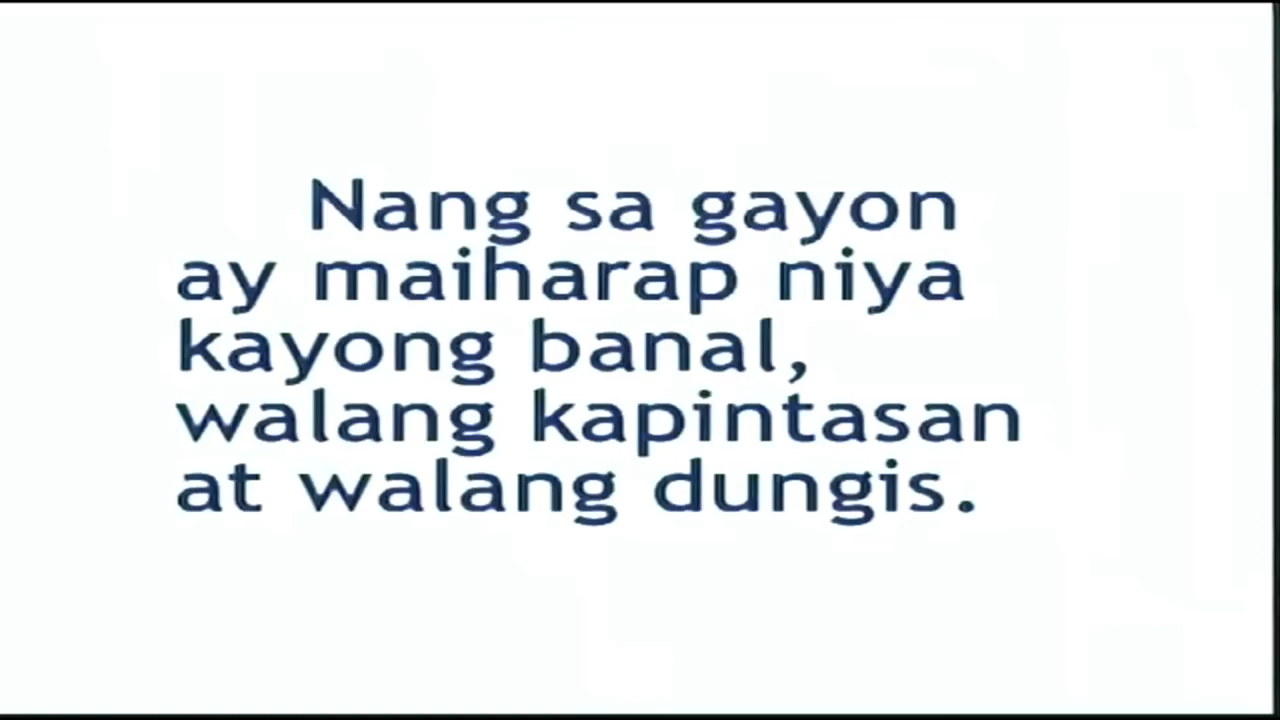 Nang sa gayon
ay maiharap niya
kayong banal,
walang kapintasan
at walang dungis.